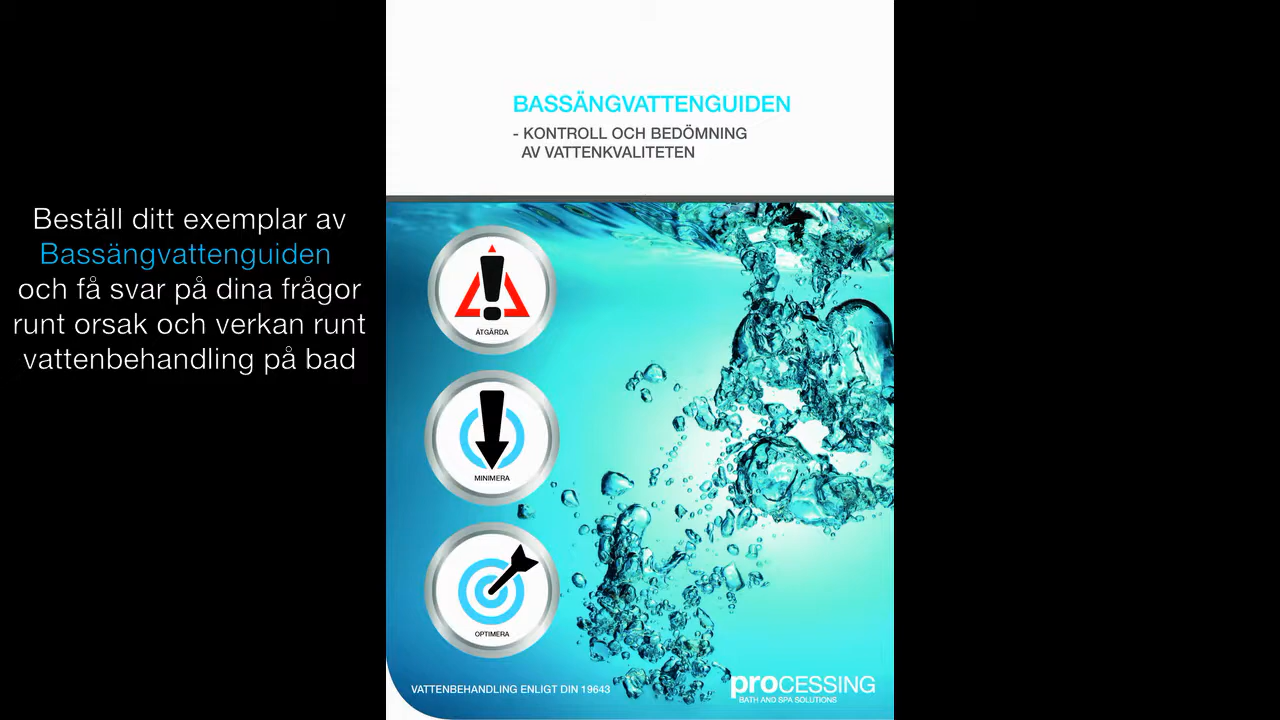 Beställ ditt exemplar av
Bassängvattenguiden
och få svar på dina frågor
runt orsak och verkan runt
vattenbehandling på bad
BASSÄNGVATTENGUIDEN
- KONTROLL OCH BEDÖMNING
AV VATTENKVALITETEN
ÅTGÄRDA
MINIMERA
OPTIMERA
VATTENBEHANDLING ENLIGT DIN 19643
proCESSING
BATH AND SPA SOLUTIONS